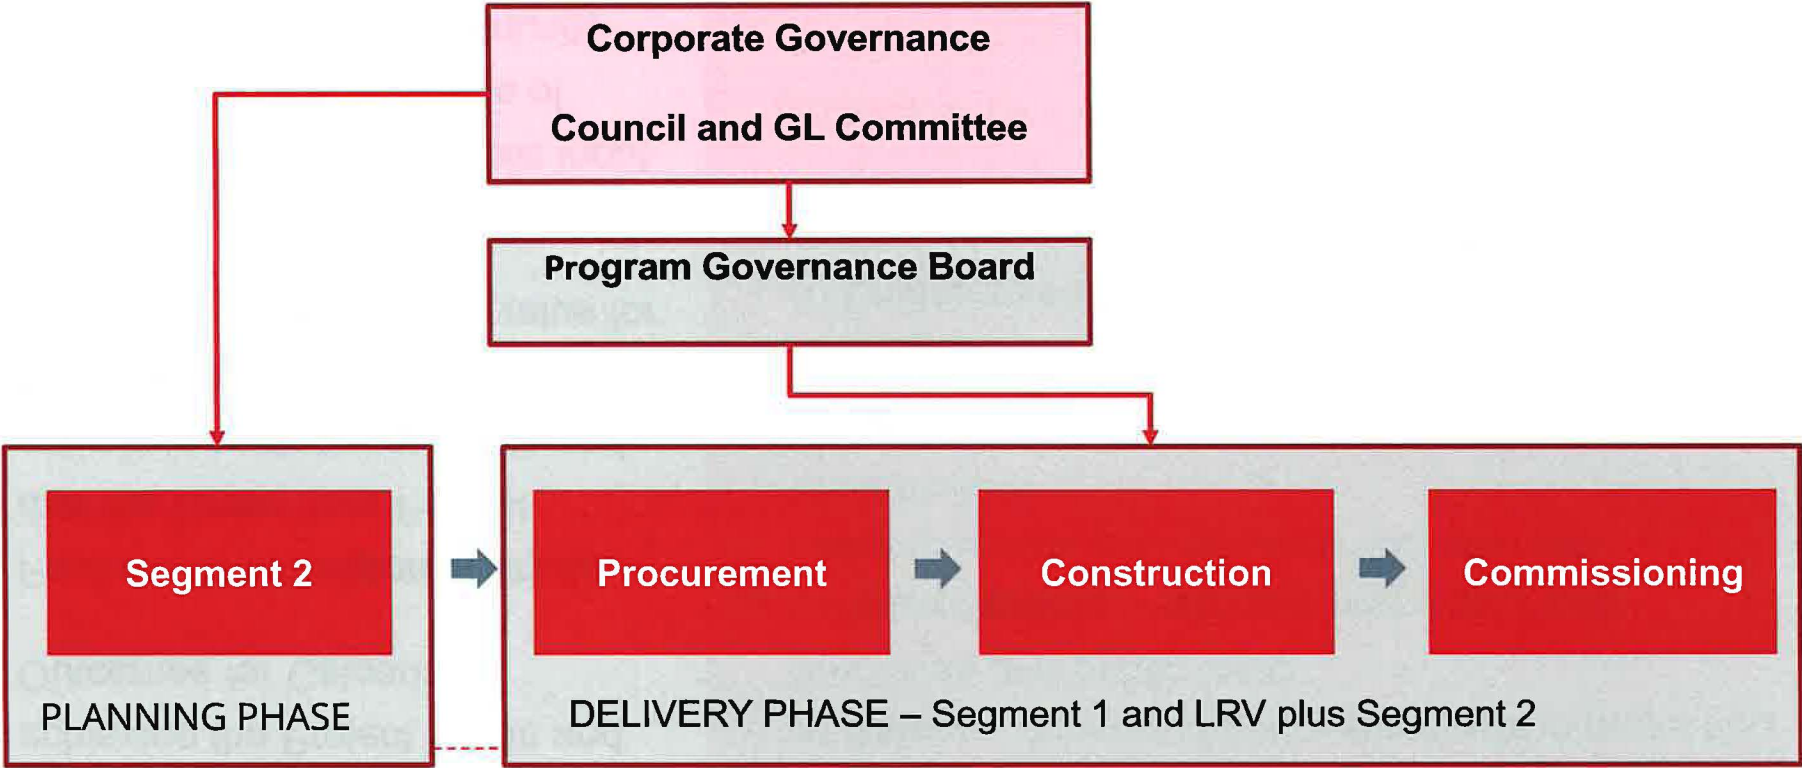 Corporate Governance
Council and GL Committee
Program Governance Board
Segment 2
Procurement
Construction
Commissioning
PLANNING PHASE
DELIVERY PHASE – Segment 1 and LRV plus Segment 2